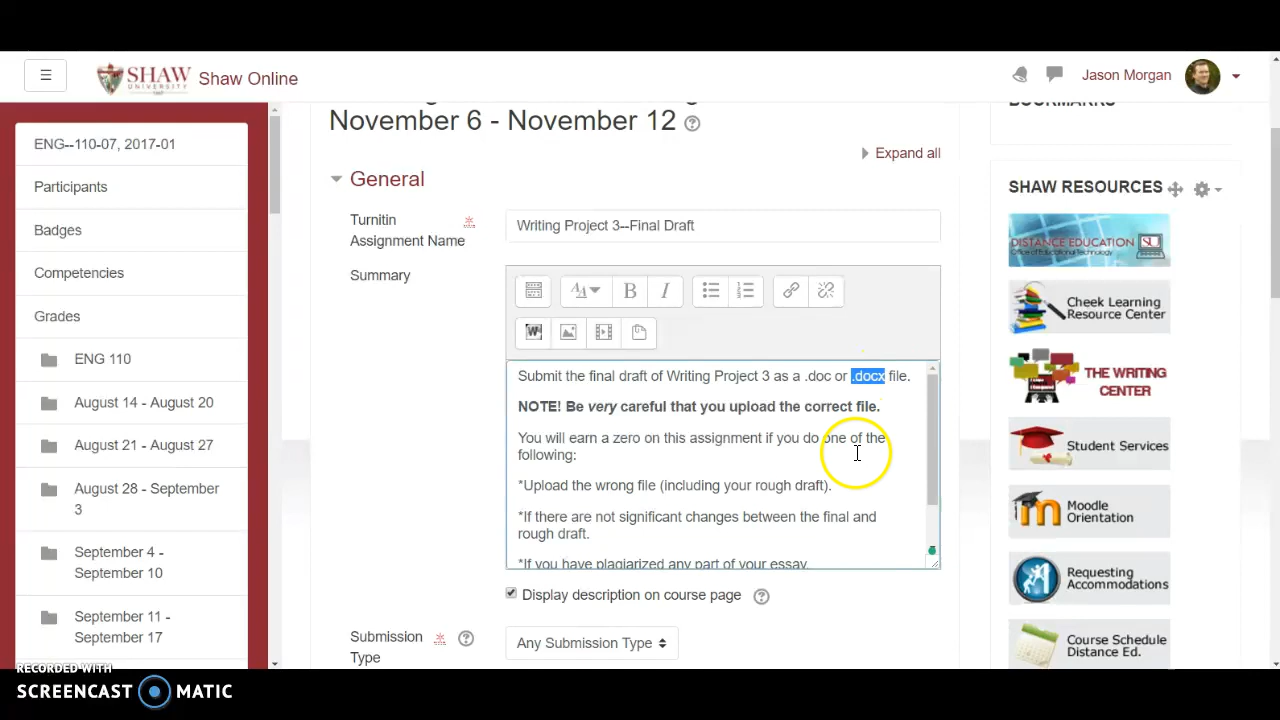 SHAW
UNIVERSITY
Shaw Online
Jason Morgan
ENG--110-07, 2017-01
Participants
Badges
Competencies
Grades
ENG 110
August 14 - August 20
August 21 - August 27
August 28 - September
3
September 4 -
September 10
September 11 -
September 17
November 6 - November 12
Expand all
General
Turnitin
Assignment Name
Writing Project 3--Final Draft
Summary
Submit the final draft of Writing Project 3 as a .doc or .docx file.
NOTE! Be very careful that you upload the correct file.
You will earn a zero on this assignment if you do one of the
following:
*Upload the wrong file (including your rough draft).
*If there are not significant changes between the final and
rough draft.
*If you have plagiarized any part of your essay.
Display description on course page
Submission
Type
Any Submission Type
BOOKMARKS
SHAW RESOURCES
DISTANCE EDUCATION
Office of Educational Technology
Cheek Learning
Resource Center
THE WRITING
CENTER
Student Services
Moodle
Orientation
Requesting
Accommodations
Course Schedule
Distance Ed.
RECORDED WITH
SCREENCAST MATIC